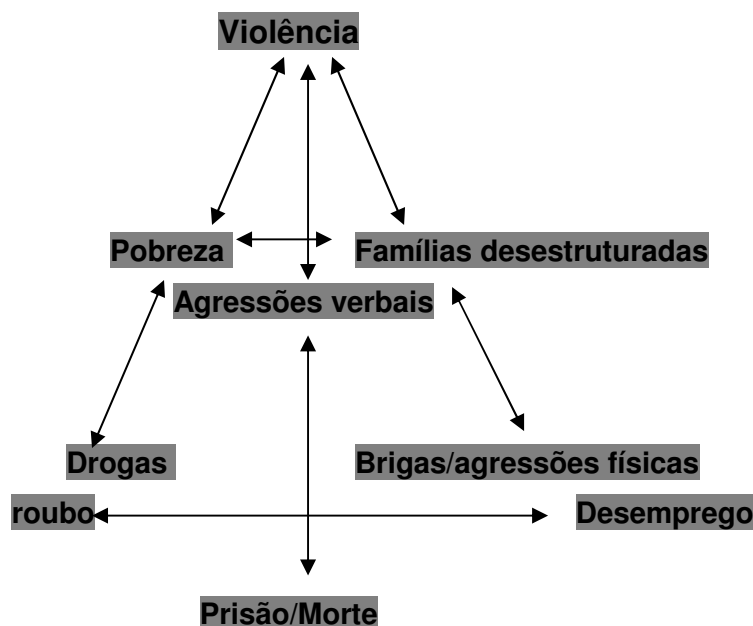 Violência
Pobreza Famílias desestruturadas
Agressões verbais
Drogas Brigas/agressões físicas
roubo Desemprego
Prisão/Morte